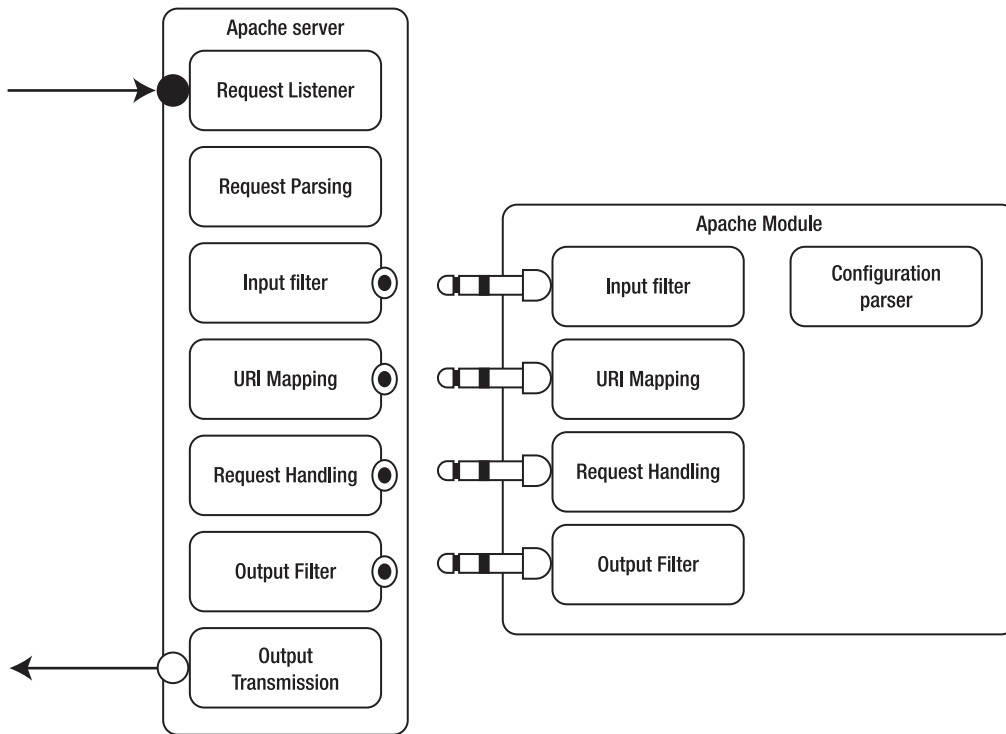 Apache server
Request Listener
Request Parsing
Input filter
URI Mapping
Request Handling
Output Filter
Output
Transmission
Apache Module
Input filter
Configuration
parser
URI Mapping
Request Handling
Output Filter